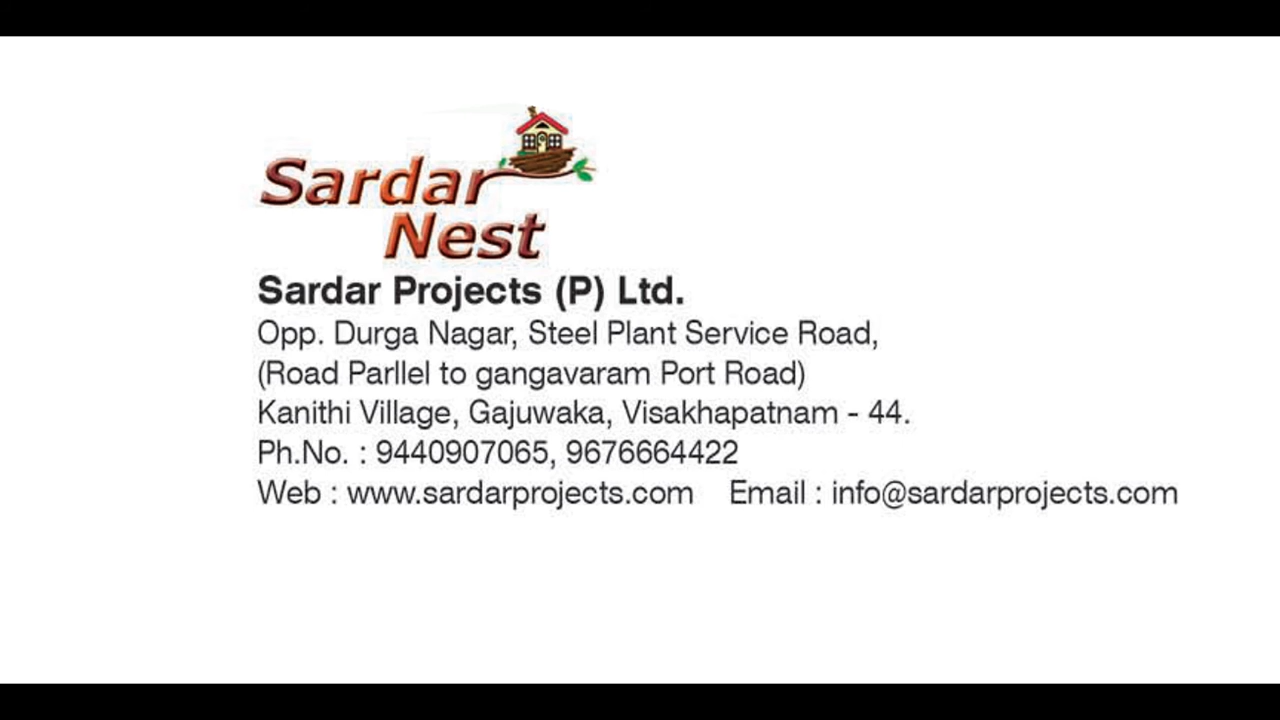 Sardar
Nest
Sardar Projects (P) Ltd.
Opp. Durga Nagar, Steel Plant Service Road,
(Road Parllel to gangavaram Port Road)
Kanithi Village, Gajuwaka, Visakhapatnam - 44.
Ph.No. : 9440907065, 9676664422
Web : www.sardarprojects.com Email : info@sardarprojects.com